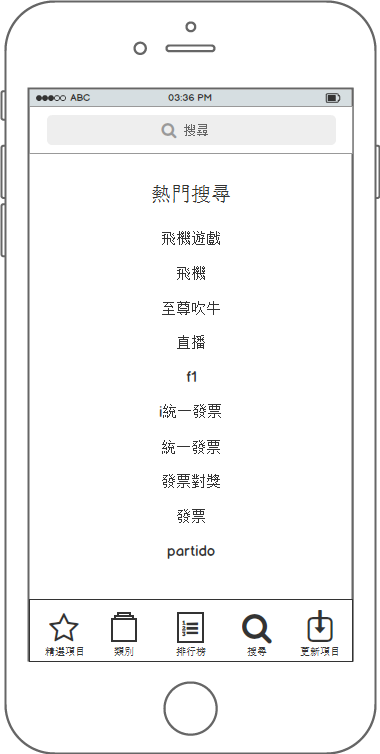 ABC 03:36 PM
搜尋
熱門搜尋
飛機遊戲
飛機
至尊吹牛
直播
f1
i統一發票
統一發票
發票對獎
發票
partido
精選項目 類別 排行榜 搜尋 更新項目